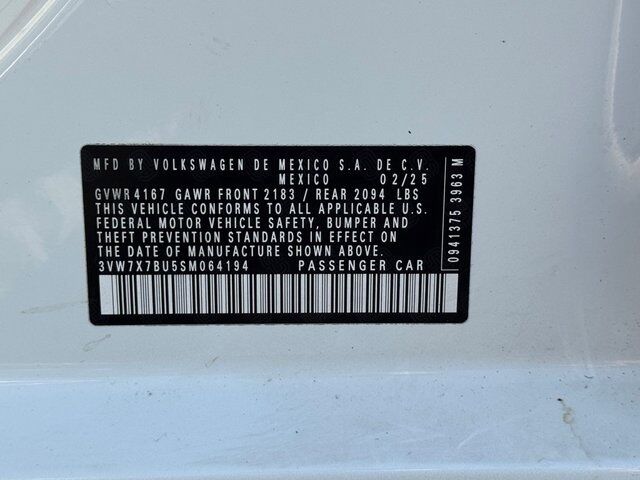 MFD BY VOLKSWAGEN DE MEXICO S.A. DE C.V.
MEXICO 02/25
GVWR 4167 GAWR FRONT 2183 / REAR 2094 LBS
THIS VEHICLE CONFORMS TO ALL APPLICABLE U.S.
FEDERAL MOTOR VEHICLE SAFETY, BUMPER AND
THEFT PREVENTION STANDARDS IN EFFECT ON
THE DATE OF MANUFACTURE SHOWN ABOVE.
3VW7X7BU5SM064194 PASSENGER CAR
0941375 3963 M